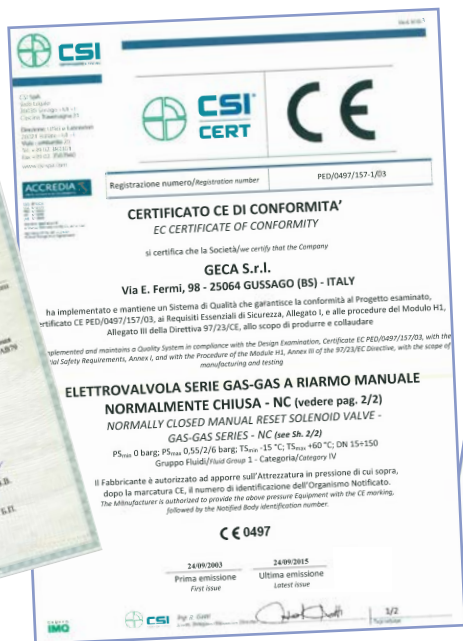 CSI
CSI SpA
www.csi-spa.com
ACCREDIA
CSI
CERT
CE
Registrazione numero/Registration number
PED/0497/157-1/03
CERTIFICATO CE DI CONFORMITA'
EC CERTIFICATE OF CONFORMITY
si certifica che la Società/we certify that the Company
GECA S.r.l.
Via E. Fermi, 98 - 25064 GUSSAGO (BS) - ITALY
ha implementato e mantiene un Sistema di Qualità che garantisce la conformità al Progetto esaminato,
CE PED/0497/157/03, ai Requisiti Essenziali di Sicurezza, Allegato I, e alle procedure del Modulo H1,
Allegato III della Direttiva 97/23/CE, allo scopo di produrre e collaudare
and maintains a Quality System in compliance with the Design Examination, Certificate EC PED/0497/157/03, with the
Safety Requirements, Annex I, and with the Procedure of the Module H1, Annex III of the 97/23/EC Directive, with the scope of
manufacturing and testing
ELETTROVALVOLA SERIE GAS-GAS A RIARMO MANUALE
NORMALMENTE CHIUSA - NC (vedere pag. 2/2)
NORMALLY CLOSED MANUAL RESET SOLENOID VALVE -
GAS-GAS SERIES - NC (see Sh. 2/2)
PSmin 0 barg; PSmax 0,55/2/6 barg; TSmin -15 °C; TSmax +60 °C; DN 15÷150
Gruppo Fluidi/Fluid Group 1 - Categoria/Category IV
Il Fabbricante è autorizzato ad apporre sull'Attrezzatura in pressione di cui sopra,
dopo la marcatura CE, il numero di identificazione dell'Organismo Notificato.
The Manufacturer is authorized to provide the above pressure Equipment with the CE marking,
followed by the Notified Body identification number.
CE 0497
24/09/2003
Prima emissione
First issue
24/09/2015
Ultima emissione
Latest issue
IMQ
CSI
1/2
АВ79
.В.
Б.П.